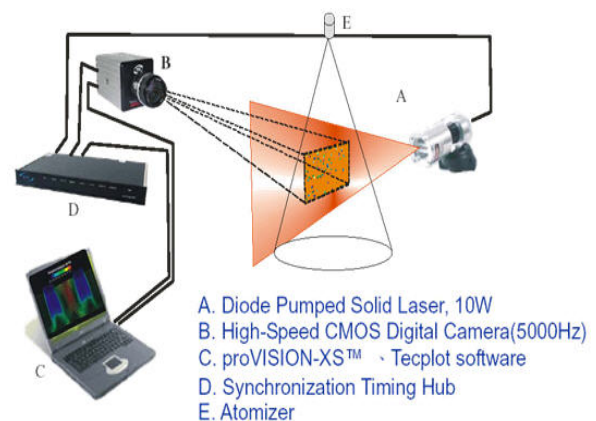 E
B
A
D
C
A. Diode Pumped Solid Laser, 10W
B. High-Speed CMOS Digital Camera(5000Hz)
C. proVISION-XS™ 、Tecplot software
D. Synchronization Timing Hub
E. Atomizer